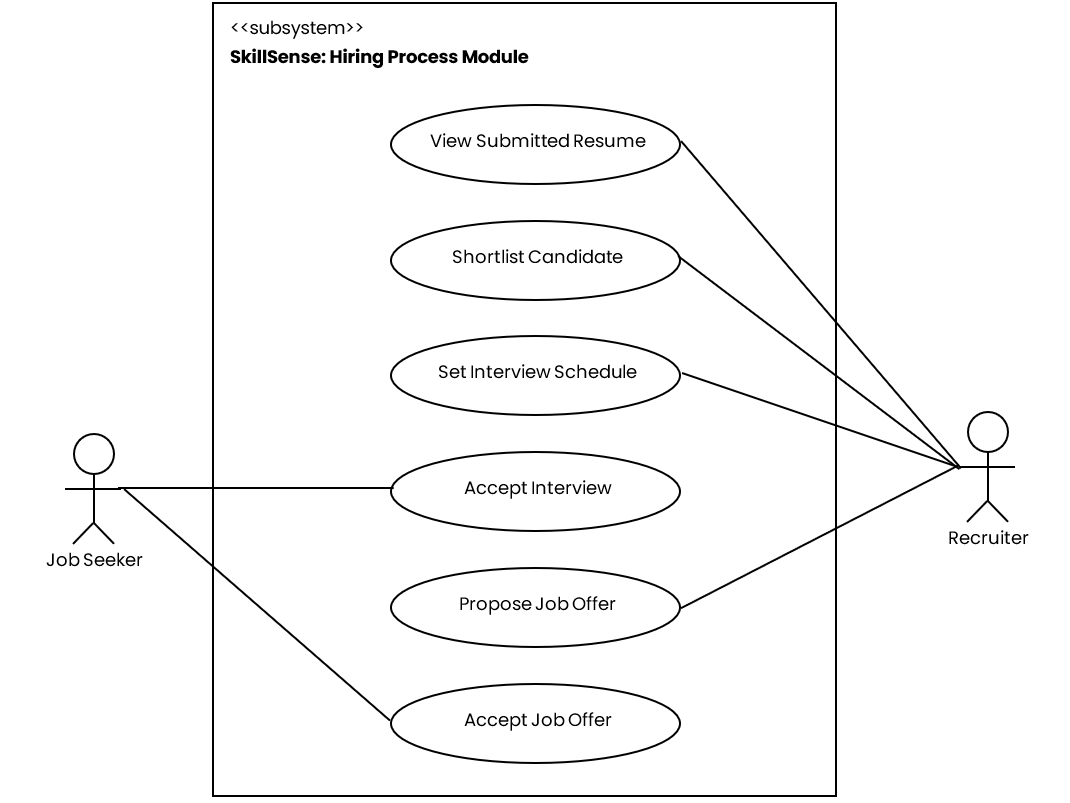 <<subsystem>>
SkillSense: Hiring Process Module
View Submitted Resume
Shortlist Candidate
Set Interview Schedule
Accept Interview
Propose Job Offer
Accept Job Offer
Job Seeker
Recruiter